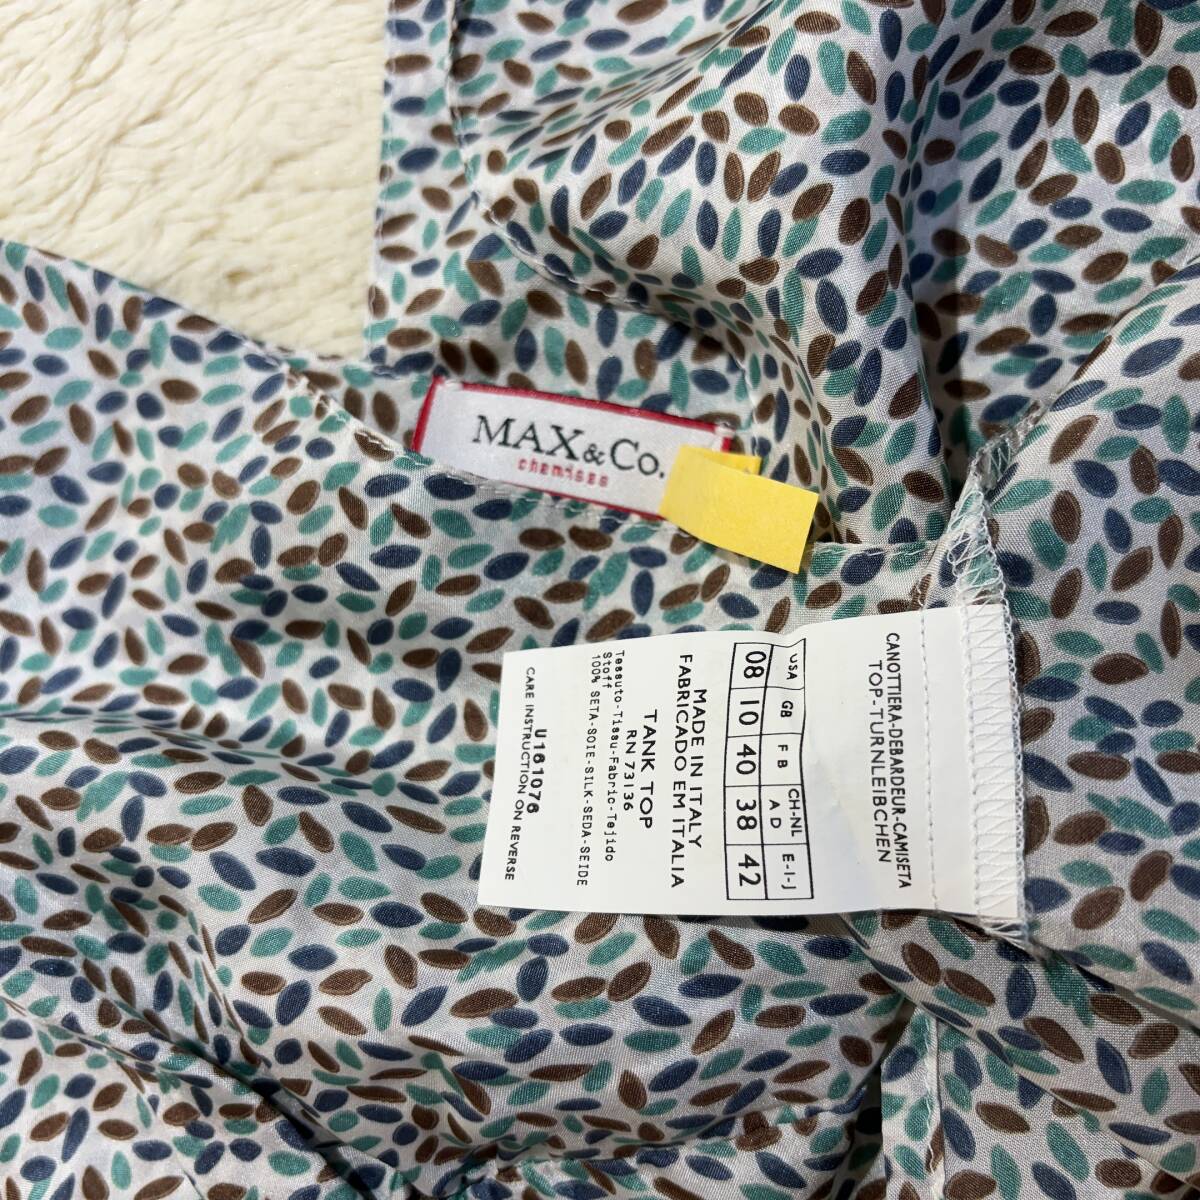 MAX&Co.
chemises
CANOTTIERA-DEBARDEUR-CAMISETA
TOP-TURNLEIBCHEN
USA GB F B CH-NL A D E-I-J
08 10 40 38 42
MADE IN ITALY
FABRICADO EM ITALIA
TANK TOP
RN 73136
Tessuto-Tissu-Fabric-Tejido
Stoff
100% SETA-SOIE-SILK-SEDA-SEIDE
U161076
CARE INSTRUCTION ON REVERSE